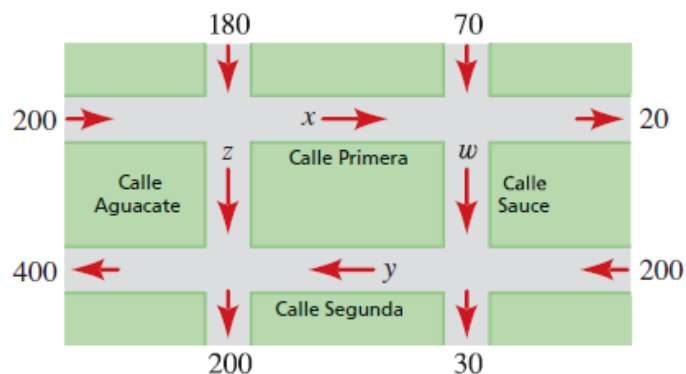 180 70
200 x 20
z Calle Primera w
Calle
Aguacate
Calle
Sauce
400 y 200
Calle Segunda
200 30